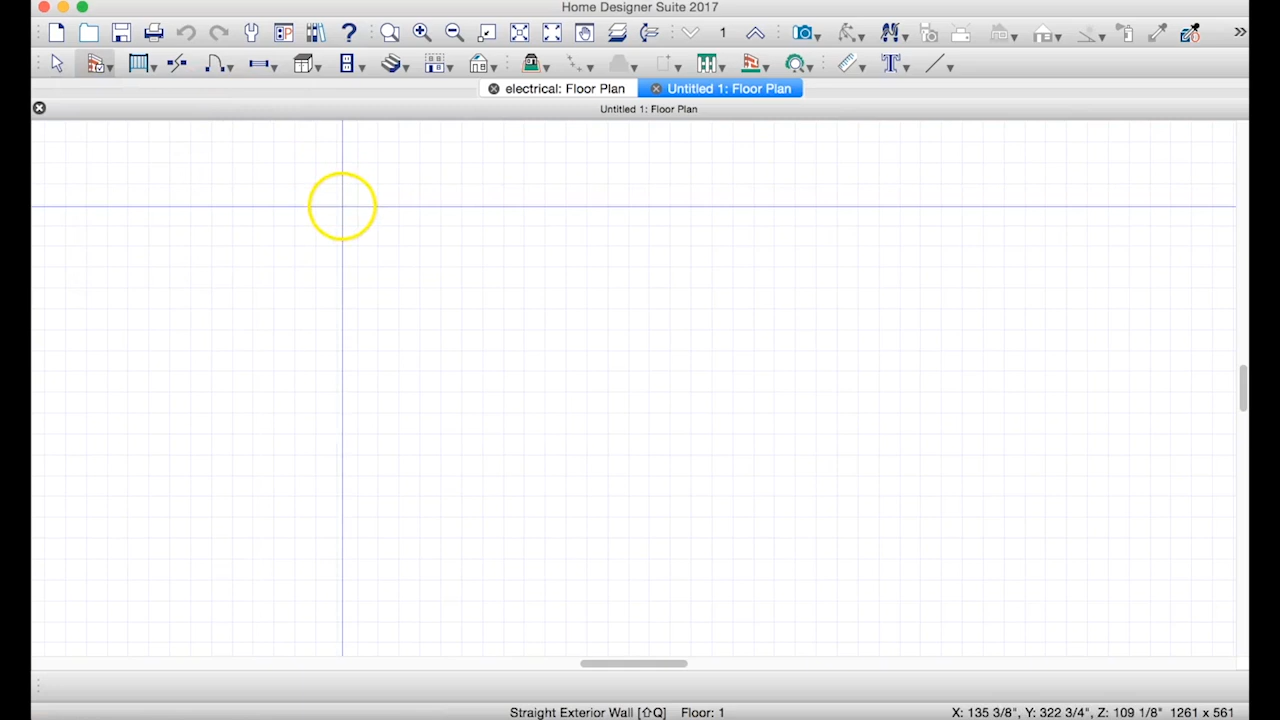 Home Designer Suite 2017
1
electrical: Floor Plan
Untitled 1: Floor Plan
Untitled 1: Floor Plan
Straight Exterior Wall [⇧Q] Floor: 1
X: 135 3/8", Y: 322 3/4", Z: 109 1/8" 1261 x 561